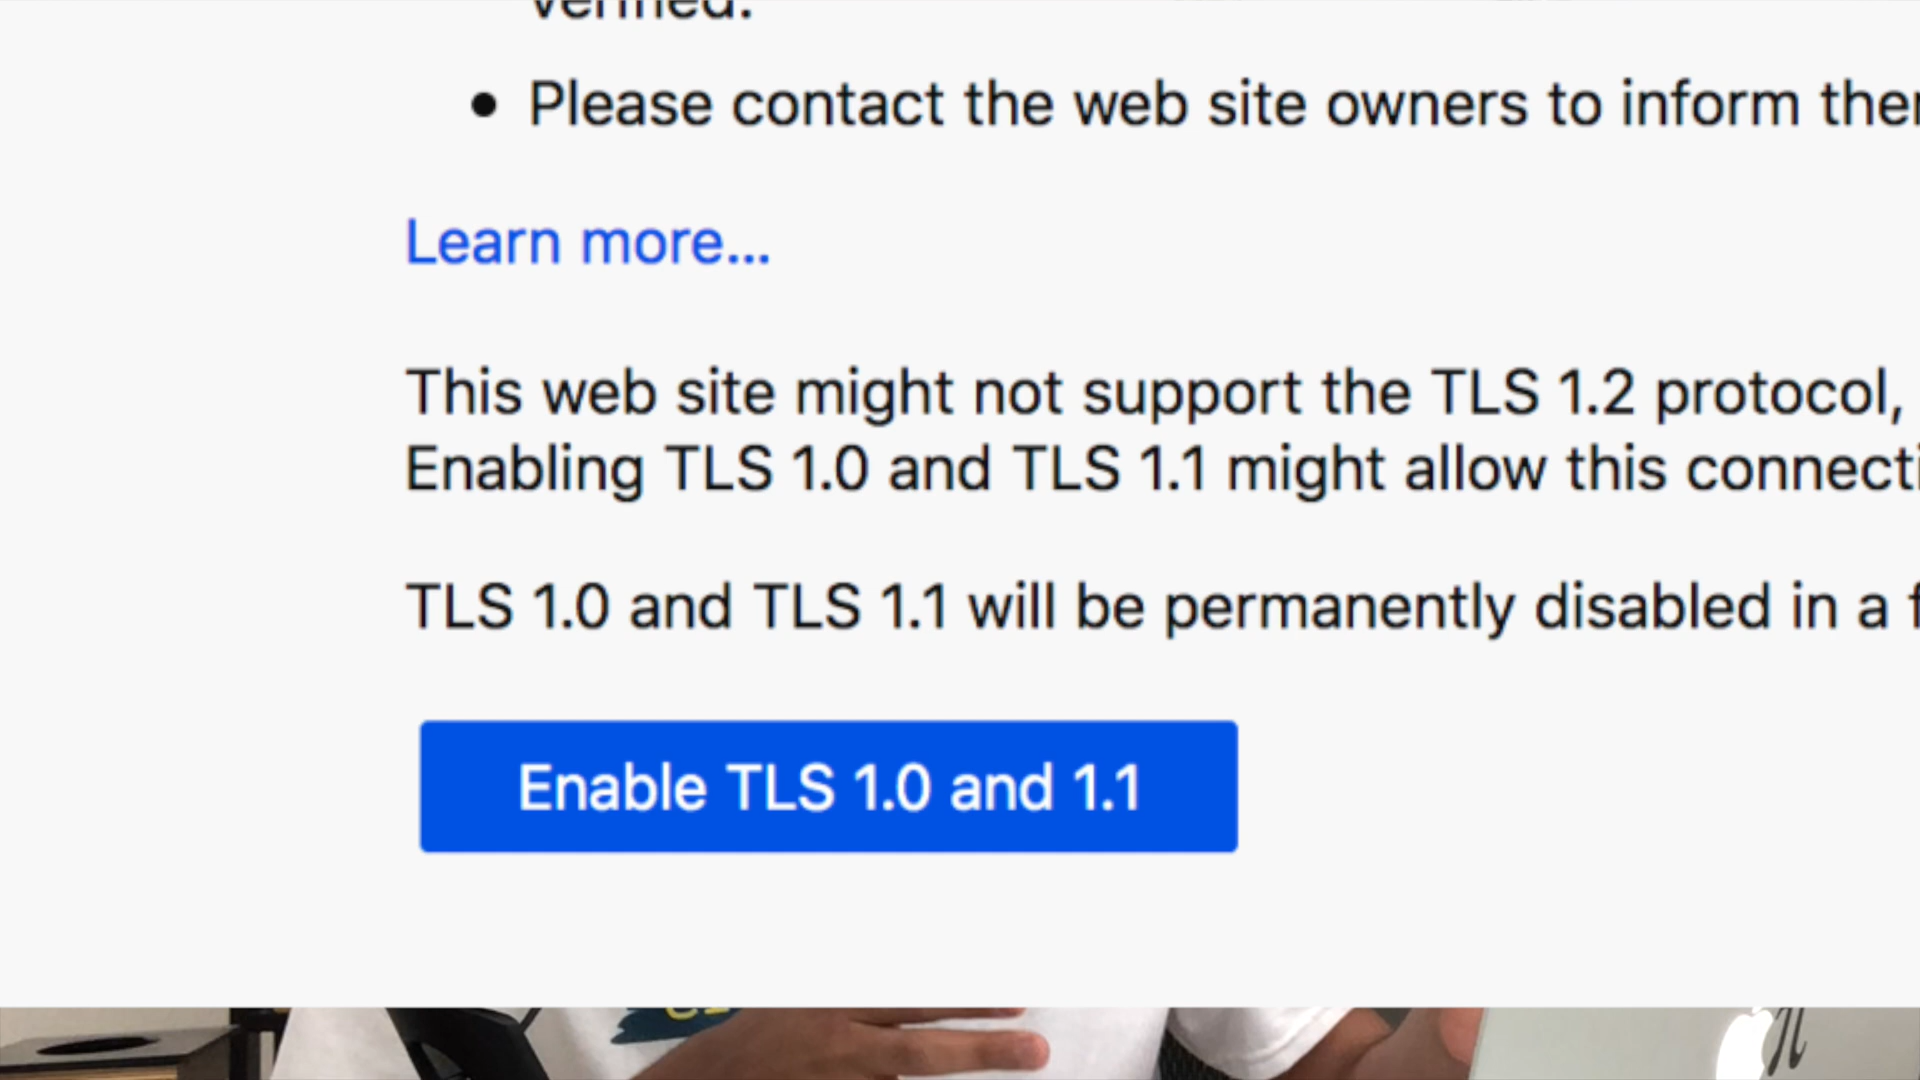 verified.
• Please contact the web site owners to inform
Learn more...
This web site might not support the TLS 1.2 protocol,
Enabling TLS 1.0 and TLS 1.1 might allow this
TLS 1.0 and TLS 1.1 will be permanently disabled in a
Enable TLS 1.0 and 1.1
π